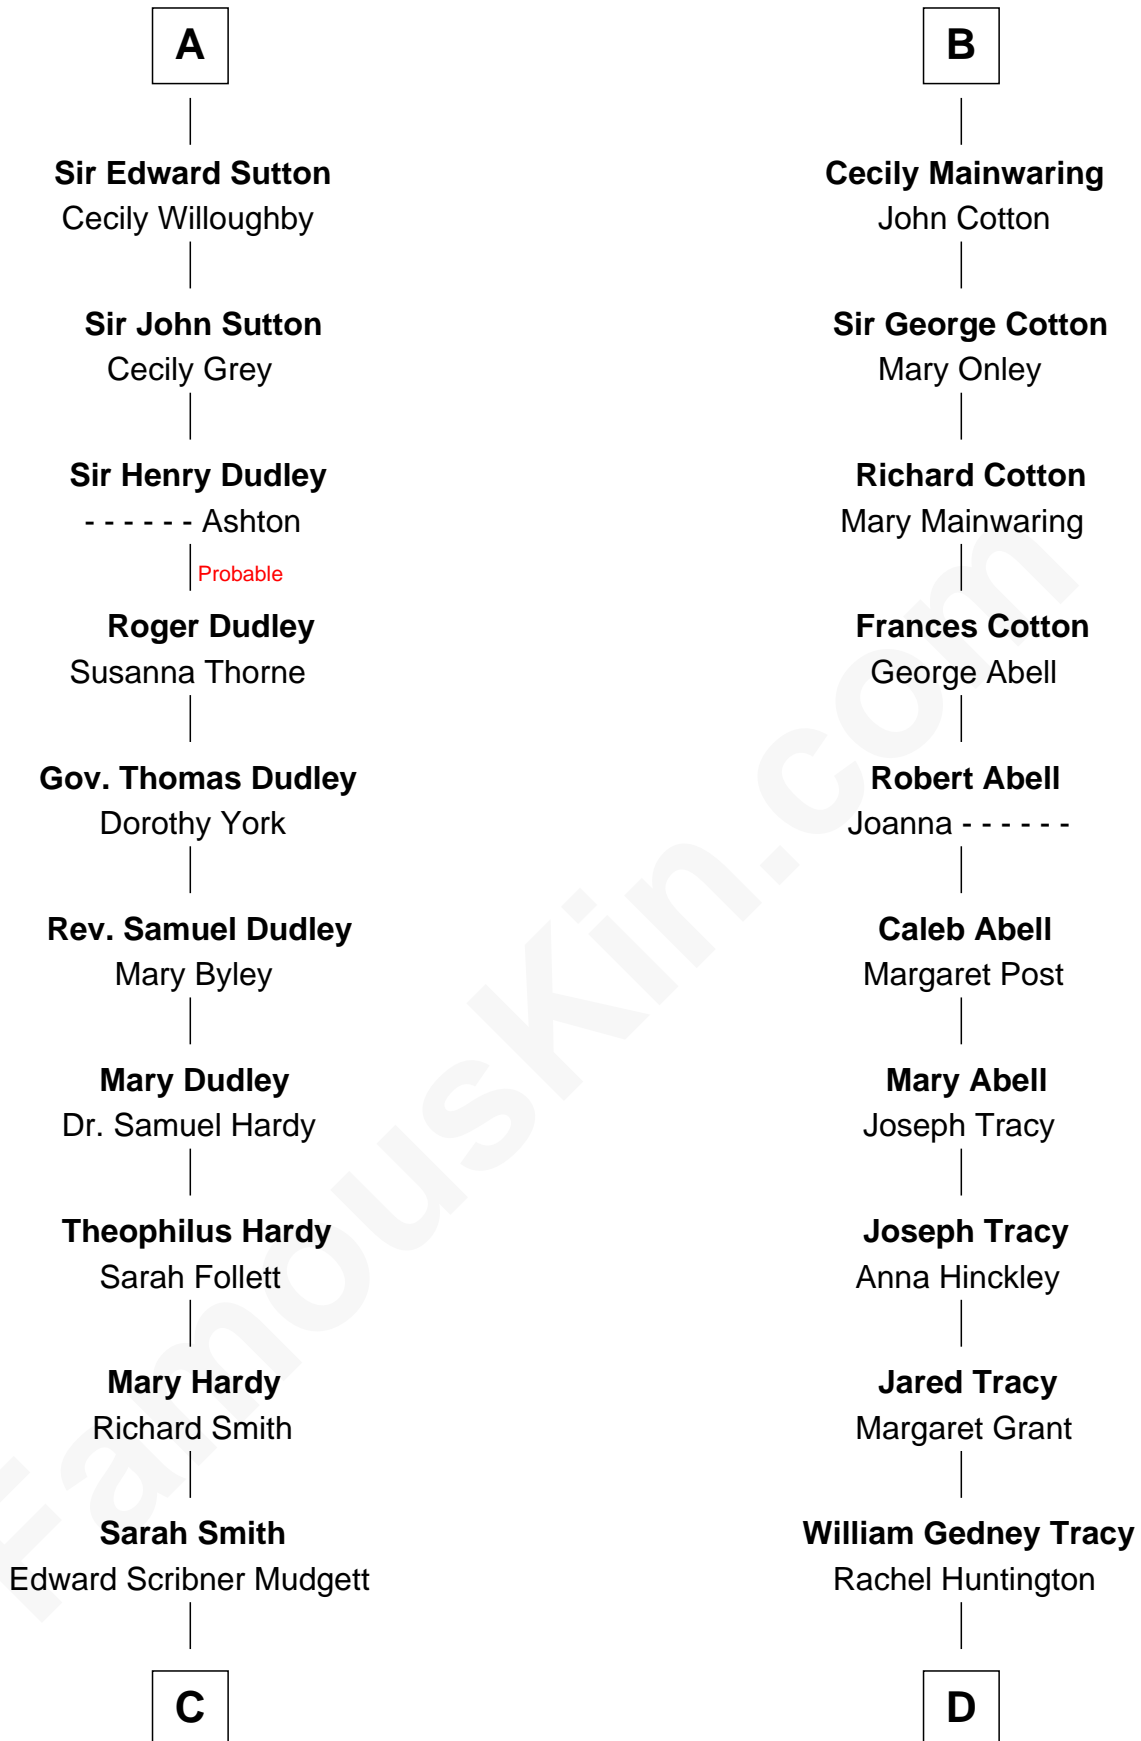 A
Sir Edward Sutton
Cecily Willoughby
Sir John Sutton
Cecily Grey
Sir Henry Dudley
- - - - - - Ashton
Probable
Roger Dudley
Susanna Thorne
Gov. Thomas Dudley
Dorothy York
Rev. Samuel Dudley
Mary Byley
Mary Dudley
Dr. Samuel Hardy
Theophilus Hardy
Sarah Follett
Mary Hardy
Richard Smith
Sarah Smith
Edward Scribner Mudgett
C
B
Cecily Mainwaring
John Cotton
Sir George Cotton
Mary Onley
Richard Cotton
Mary Mainwaring
Frances Cotton
George Abell
Robert Abell
Joanna - - - - - -
Caleb Abell
Margaret Post
Mary Abell
Joseph Tracy
Joseph Tracy
Anna Hinckley
Jared Tracy
Margaret Grant
William Gedney Tracy
Rachel Huntington
D
FamousKin.com